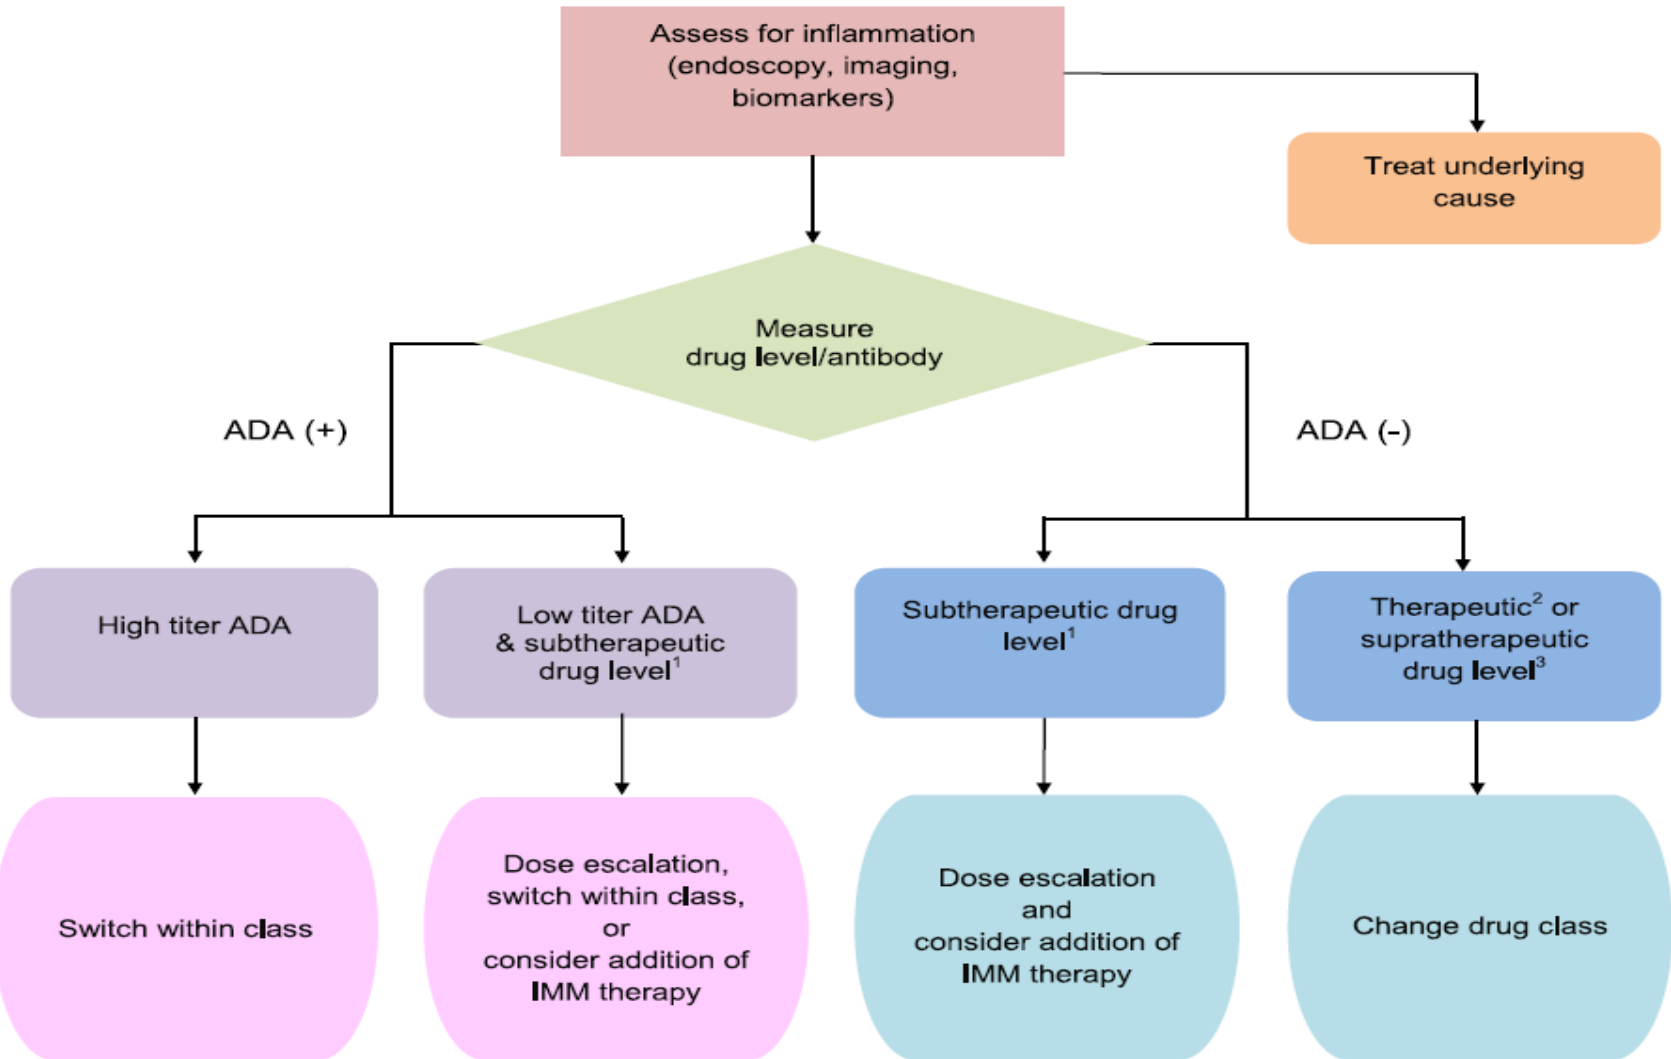 Assess for inflammation
(endoscopy, imaging,
biomarkers)
Treat underlying
cause
Measure
drug level/antibody
ADA (+)
ADA (-)
High titer ADA
Low titer ADA
& subtherapeutic
drug level¹
Subtherapeutic drug
level¹
Therapeutic² or
supratherapeutic
drug level³
Switch within class
Dose escalation,
switch within class,
or
consider addition of
IMM therapy
Dose escalation
and
consider addition of
IMM therapy
Change drug class